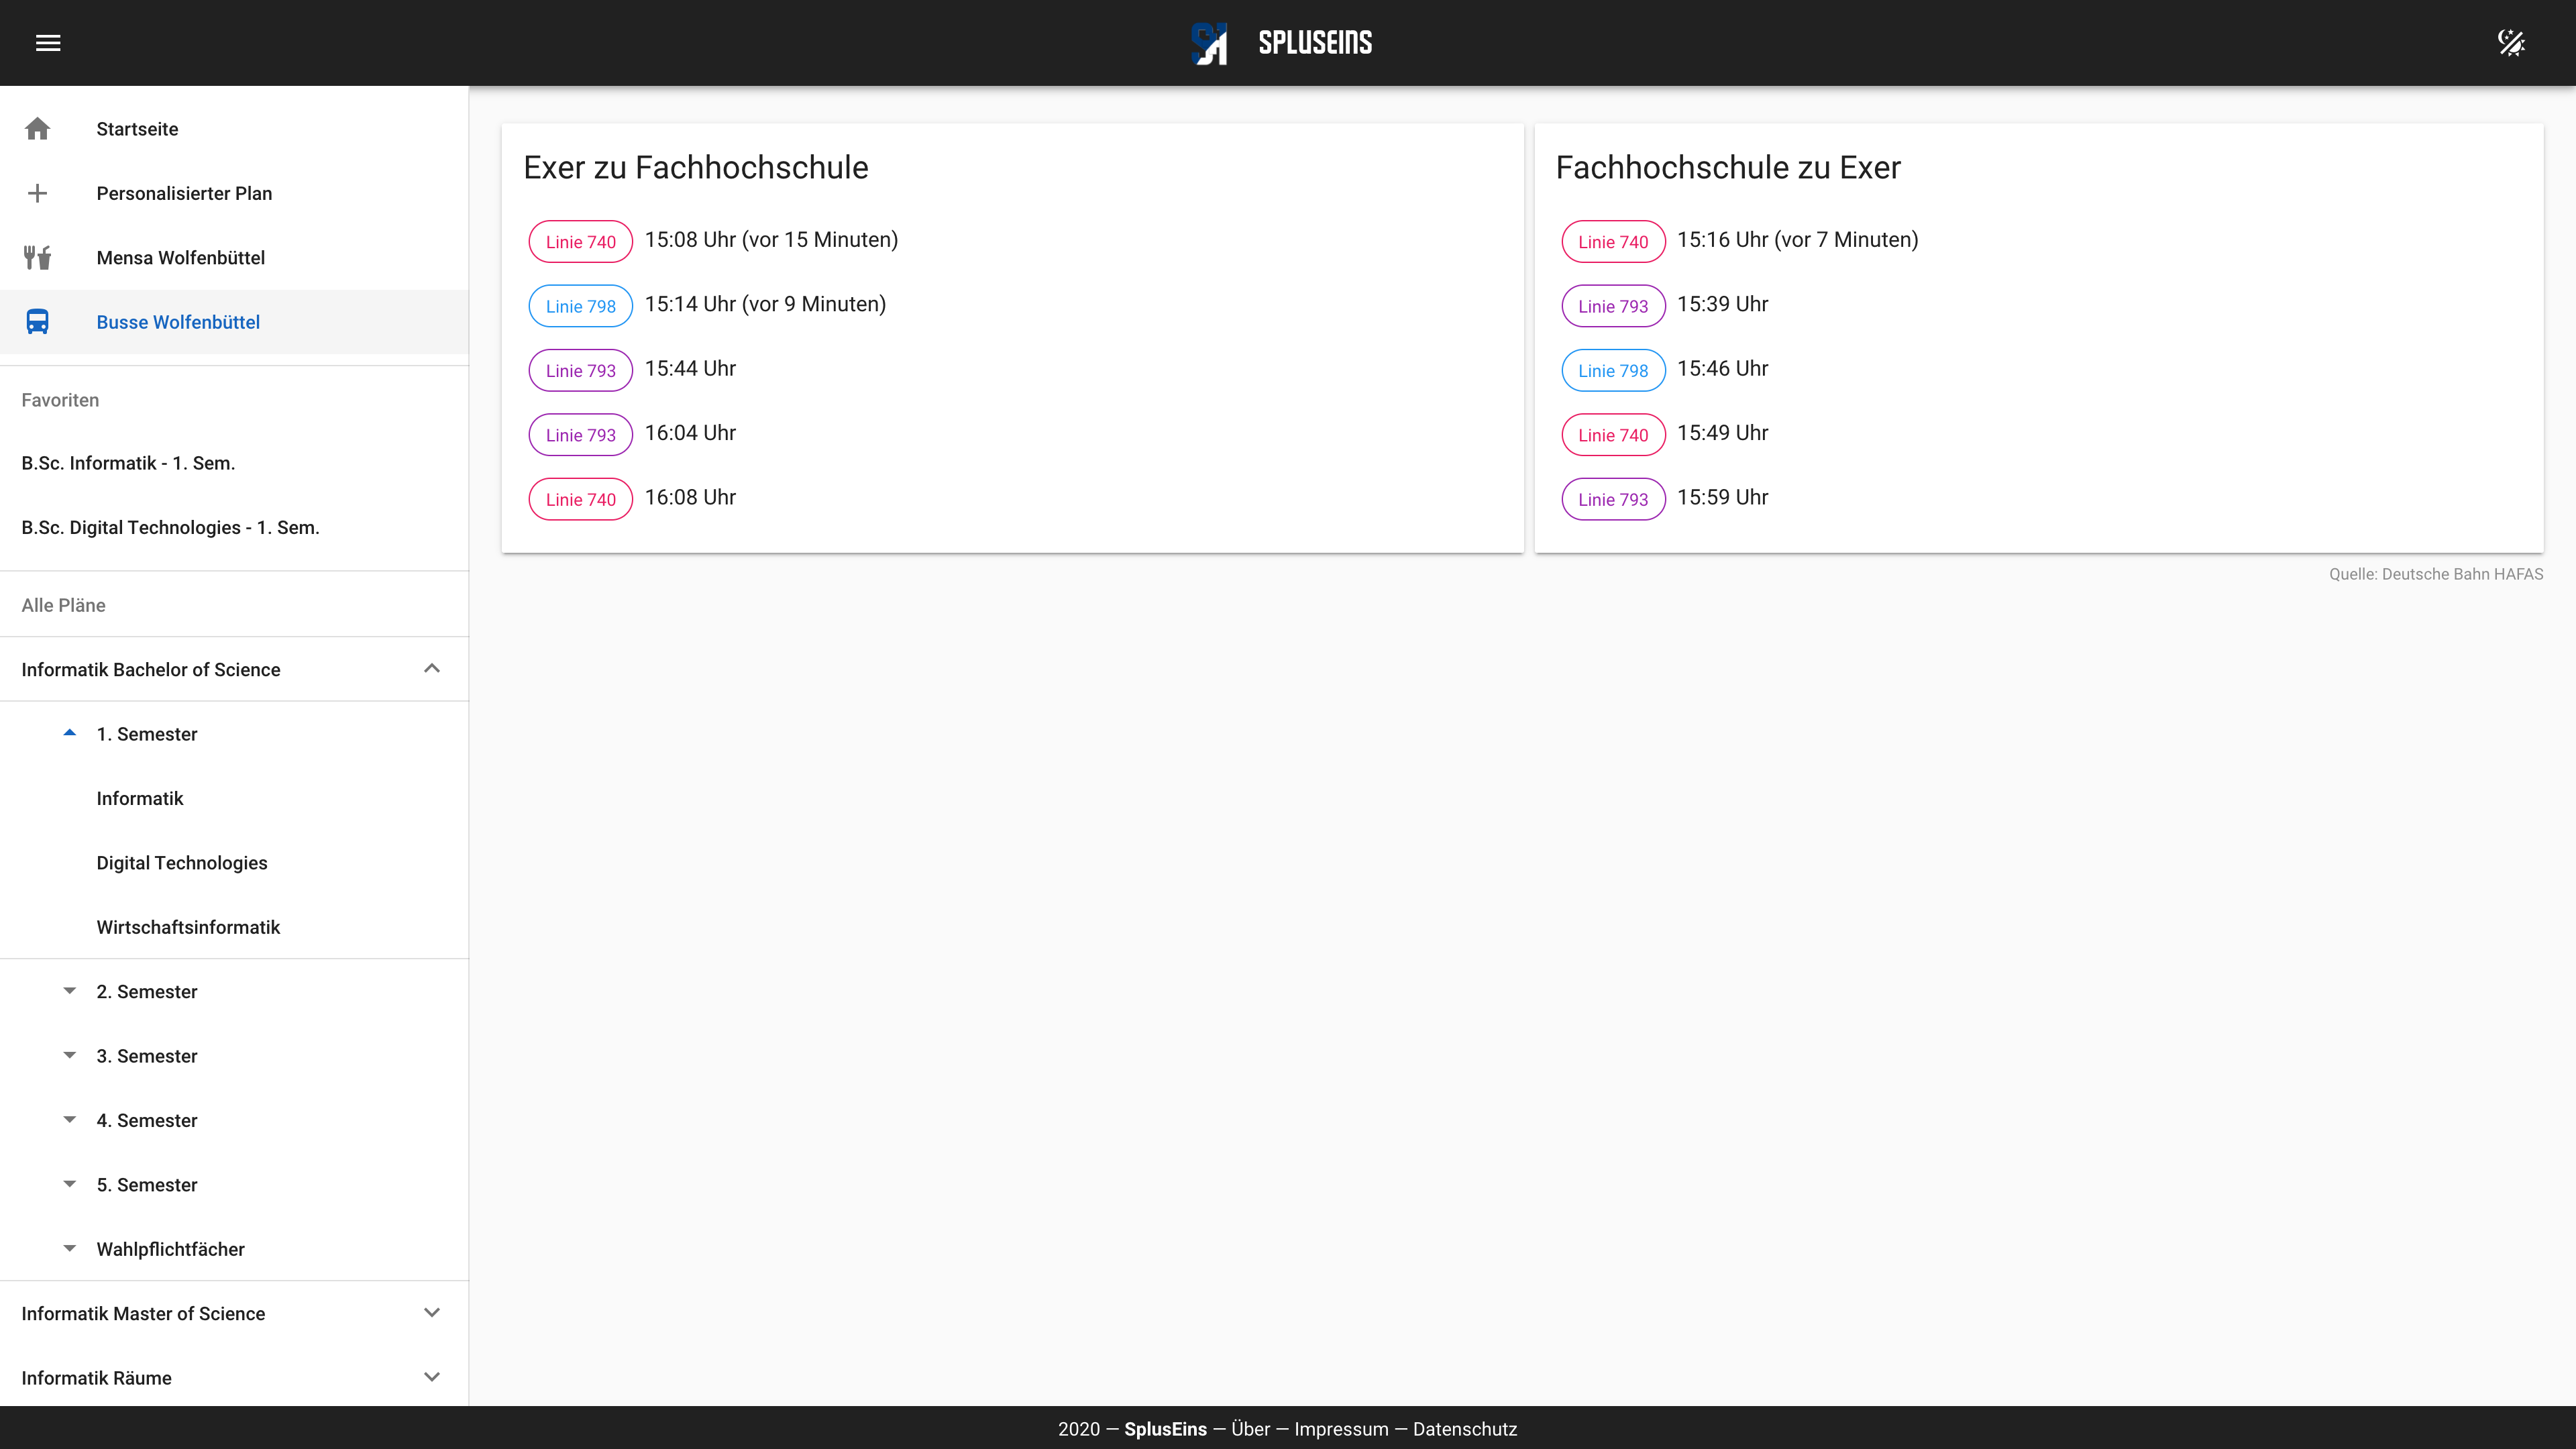 SPLUSEINS
Startseite
Personalisierter Plan
Mensa Wolfenbüttel
Busse Wolfenbüttel
Favoriten
B.Sc. Informatik - 1. Sem.
B.Sc. Digital Technologies - 1. Sem.
Alle Pläne
Informatik Bachelor of Science
1. Semester
Informatik
Digital Technologies
Wirtschaftsinformatik
2. Semester
3. Semester
4. Semester
5. Semester
Wahlpflichtfächer
Informatik Master of Science
Informatik Räume
Exer zu Fachhochschule
Linie 740 15:08 Uhr (vor 15 Minuten)
Linie 798 15:14 Uhr (vor 9 Minuten)
Linie 793 15:44 Uhr
Linie 793 16:04 Uhr
Linie 740 16:08 Uhr
Fachhochschule zu Exer
Linie 740 15:16 Uhr (vor 7 Minuten)
Linie 793 15:39 Uhr
Linie 798 15:46 Uhr
Linie 740 15:49 Uhr
Linie 793 15:59 Uhr
Quelle: Deutsche Bahn HAFAS
2020 — SplusEins — Über — Impressum — Datenschutz